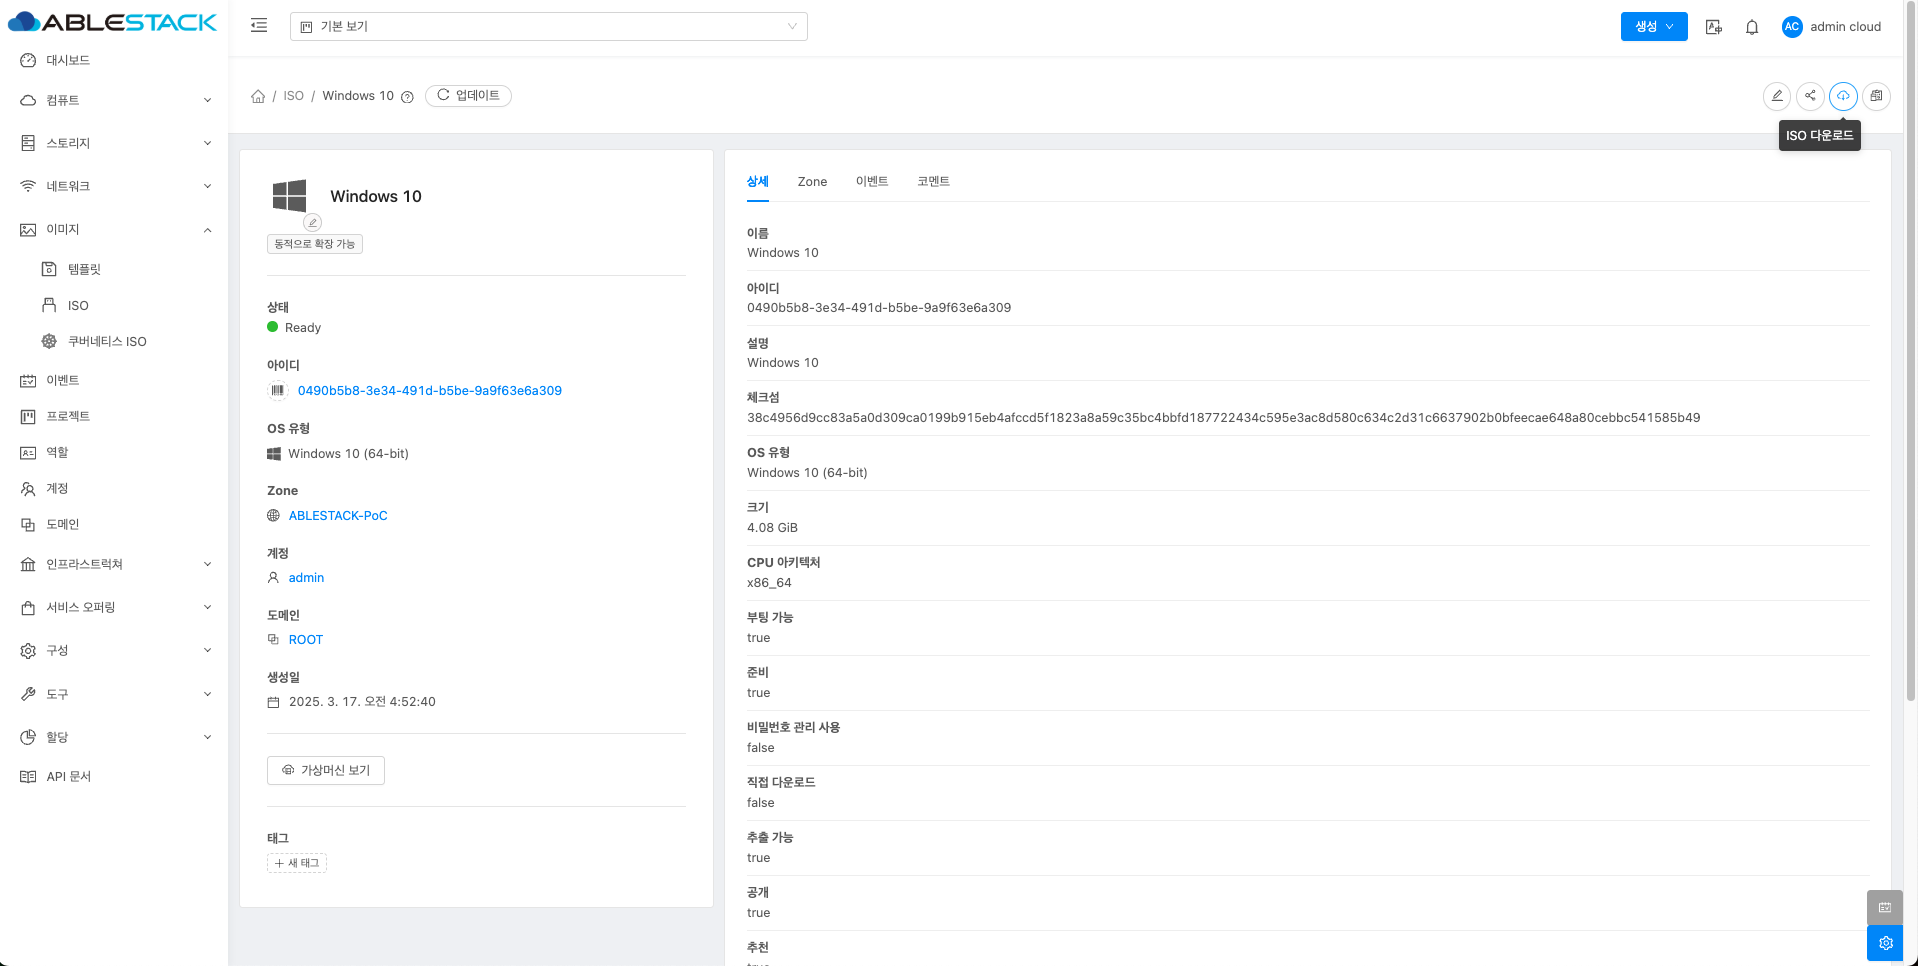 ABLESTACK
기본 보기
생성
admin cloud
AC
대시보드
컴퓨트
스토리지
네트워크
이미지
템플릿
ISO
쿠버네티스 ISO
이벤트
프로젝트
역할
계정
도메인
인프라스트럭쳐
서비스 오퍼링
구성
도구
할당
API 문서
/ ISO / Windows 10
업데이트
ISO 다운로드
Windows 10
동적으로 확장 가능
상태
Ready
아이디
0490b5b8-3e34-491d-b5be-9a9f63e6a309
OS 유형
Windows 10 (64-bit)
Zone
ABLESTACK-PoC
계정
admin
도메인
ROOT
생성일
2025. 3. 17. 오전 4:52:40
가상머신 보기
태그
+ 새 태그
상세 Zone 이벤트 코멘트
이름
Windows 10
아이디
0490b5b8-3e34-491d-b5be-9a9f63e6a309
설명
Windows 10
체크섬
38c4956d9cc83a5a0d309ca0199b915eb4afccd5f1823a8a59c35bc4bbfd187722434c595e3ac8d580c634c2d31c6637902b0bfeecae648a80cebbc541585b49
OS 유형
Windows 10 (64-bit)
크기
4.08 GiB
CPU 아키텍처
x86_64
부팅 가능
true
준비
true
비밀번호 관리 사용
false
직접 다운로드
false
추출 가능
true
공개
true
추천